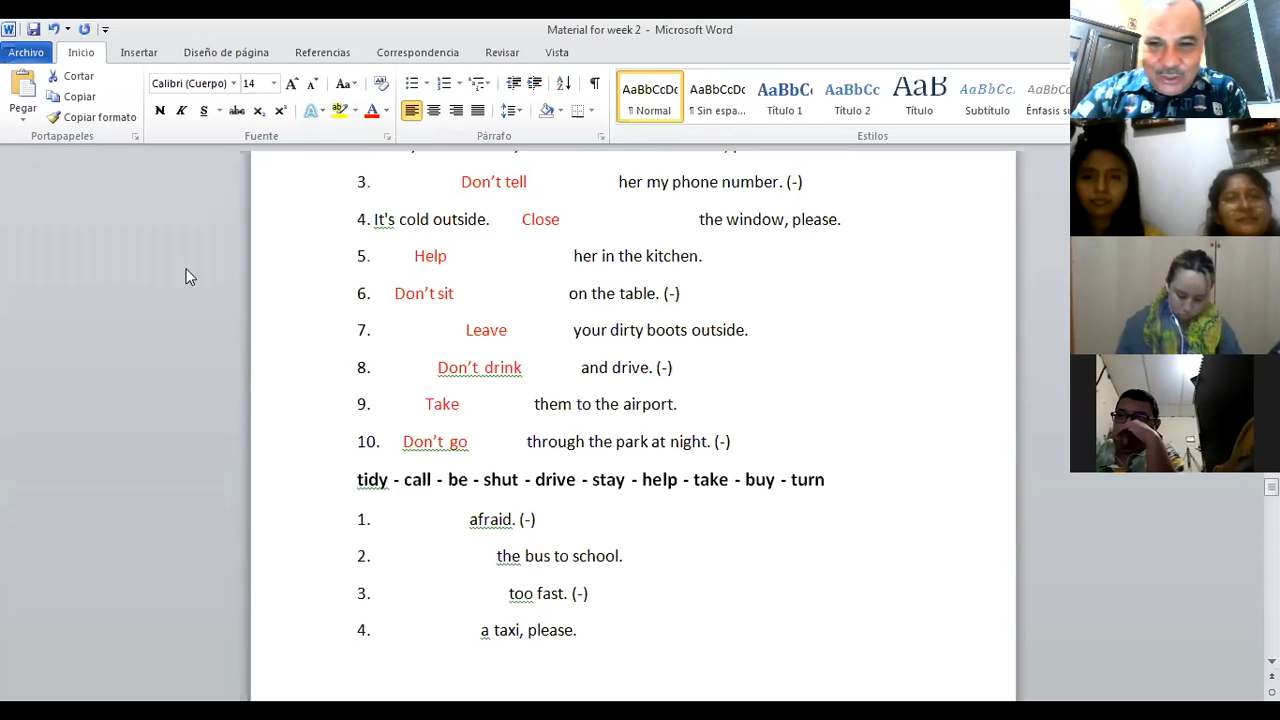 Material for week 2 - Microsoft Word
Archivo Inicio Insertar Diseño de página Referencias Correspondencia Revisar Vista
Pegar
Cortar
Copiar
Copiar formato
Portapapeles
Calibri (Cuerpo) 14
N K S abc x₂ x²
Fuente
Párrafo
AaBbCcDc AaBbCcDc AaBbC AaBbCc AaB AaBbCc AaBbCcD
¶ Normal ¶ Sin espa... Título 1 Título 2 Título Subtítulo Énfasis su
Estilos
3. Don't tell her my phone number. (-)
4. It's cold outside. Close the window, please.
5. Help her in the kitchen.
6. Don't sit on the table. (-)
7. Leave your dirty boots outside.
8. Don't drink and drive. (-)
9. Take them to the airport.
10. Don't go through the park at night. (-)
tidy - call - be - shut - drive - stay - help - take - buy - turn
1. afraid. (-)
2. the bus to school.
3. too fast. (-)
4. a taxi, please.